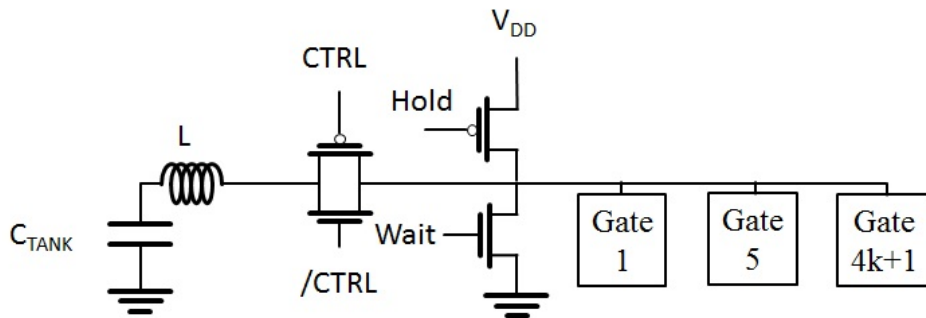 V_DD
CTRL
Hold
L
C_TANK
Wait
/CTRL
Gate
1
Gate
5
Gate
4k+1